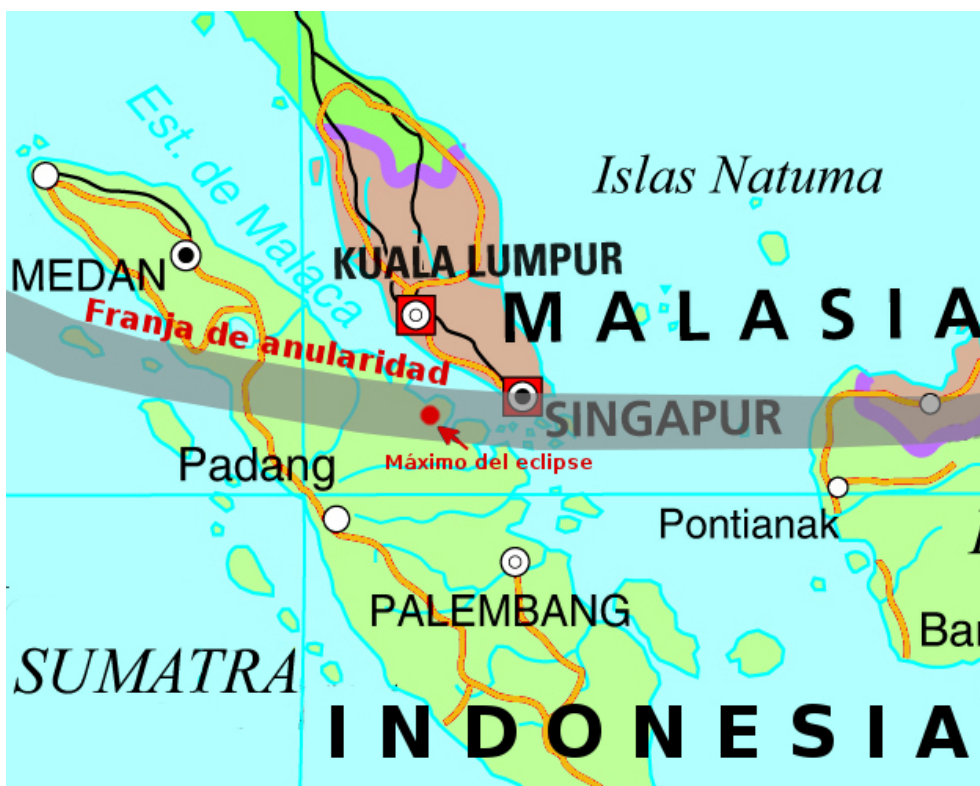 Est. de Malaca
Islas Natuma
KUALA LUMPUR
MEDAN
MALASIA
Franja de anularidad
SINGAPUR
Máximo del eclipse
Padang
Pontianak
PALEMBANG
Ban
SUMATRA
INDONESIA